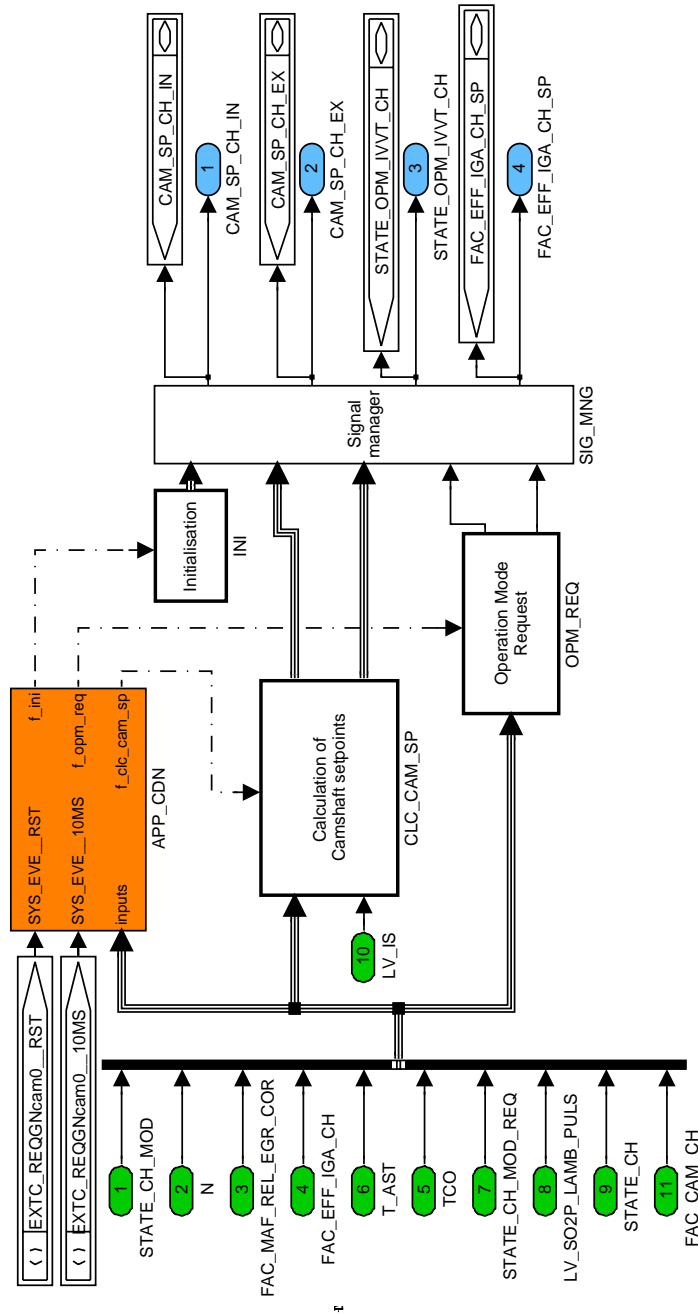 EXTC_REQGNcam0__RST
EXTC_REQGNcam0__10MS
SYS_EVE__RST
SYS_EVE__10MS
inputs
f_ini
f_opm_req
f_clc_cam_sp
APP_CDN
1
STATE_CH_MOD
2
N
3
FAC_MAF_REL_EGR_COR
4
FAC_EFF_IGA_CH
6
T_AST
5
TCO
7
STATE_CH_MOD_REQ
8
LV_SO2P_LAMB_PULS
9
STATE_CH
11
FAC_CAM_CH
10
LV_IS
Calculation of
Camshaft setpoints
CLC_CAM_SP
Initialisation
INI
Operation Mode
Request
OPM_REQ
Signal
manager
SIG_MNG
CAM_SP_CH_IN
1
CAM_SP_CH_IN
CAM_SP_CH_EX
2
CAM_SP_CH_EX
STATE_OPM_IVVT_CH
3
STATE_OPM_IVVT_CH
FAC_EFF_IGA_CH_SP
4
FAC_EFF_IGA_CH_SP